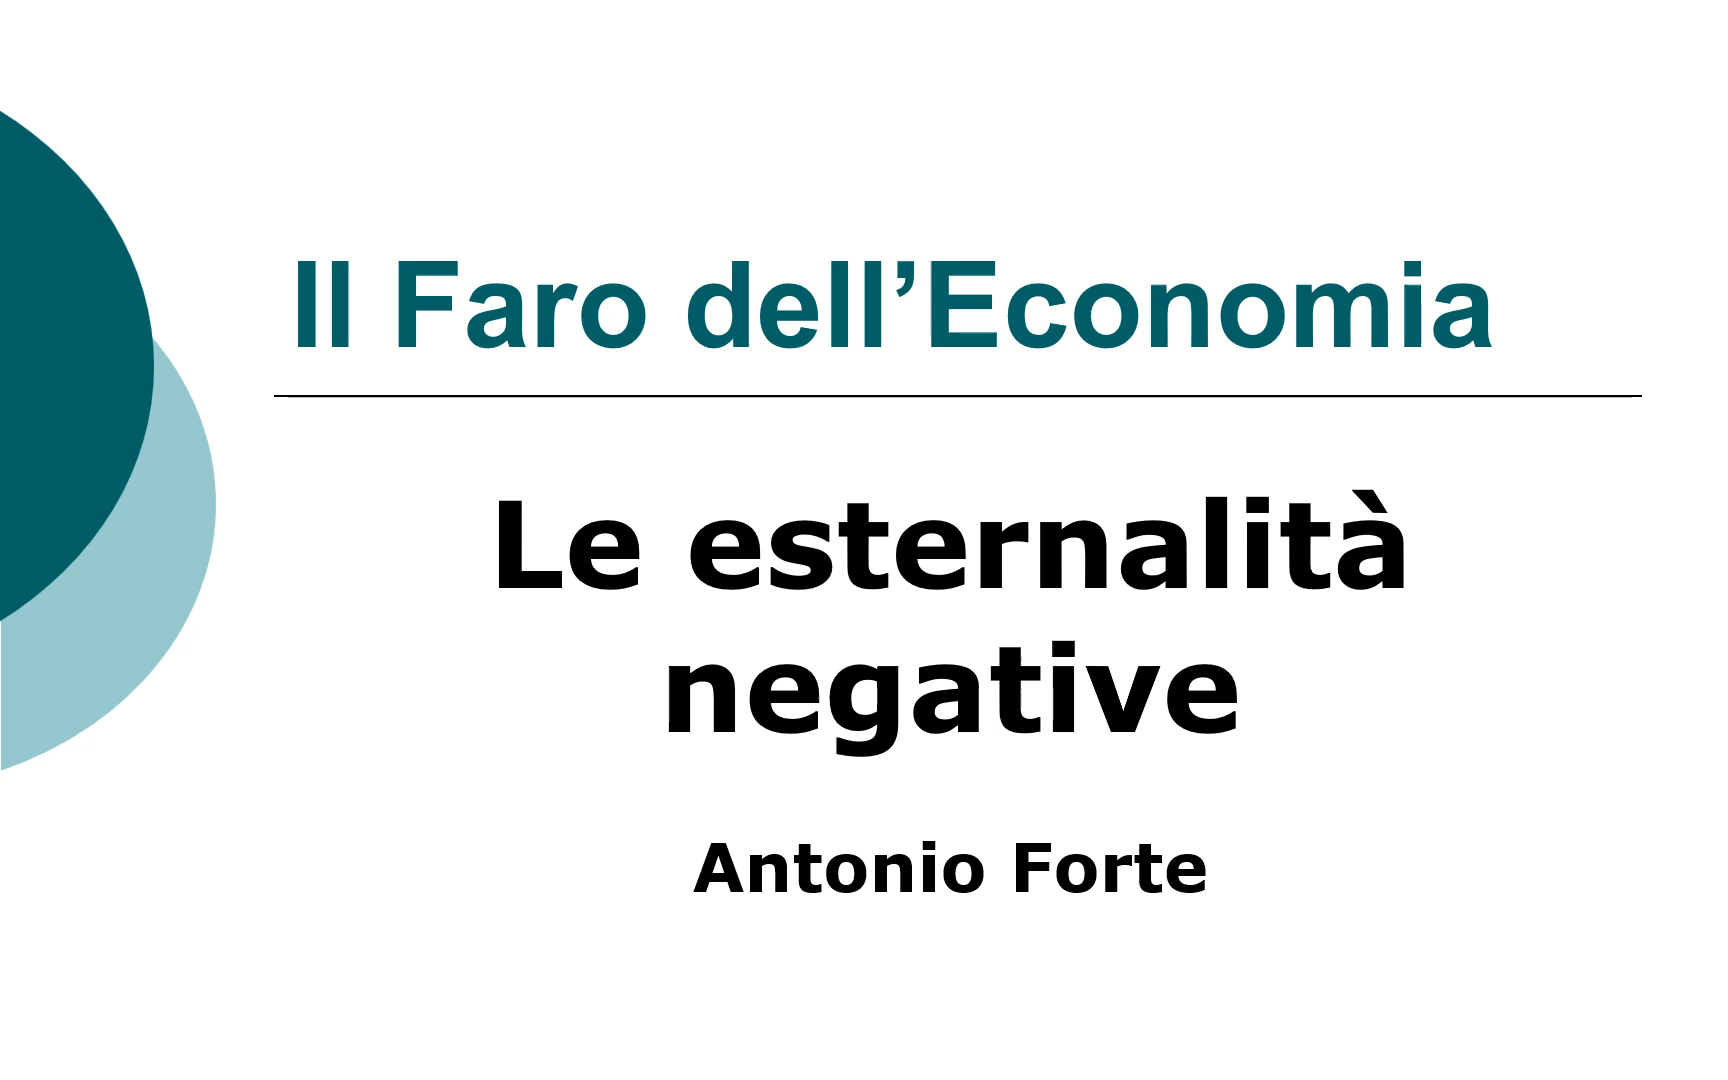 Il Faro dell’Economia
Le esternalità
negative
Antonio Forte